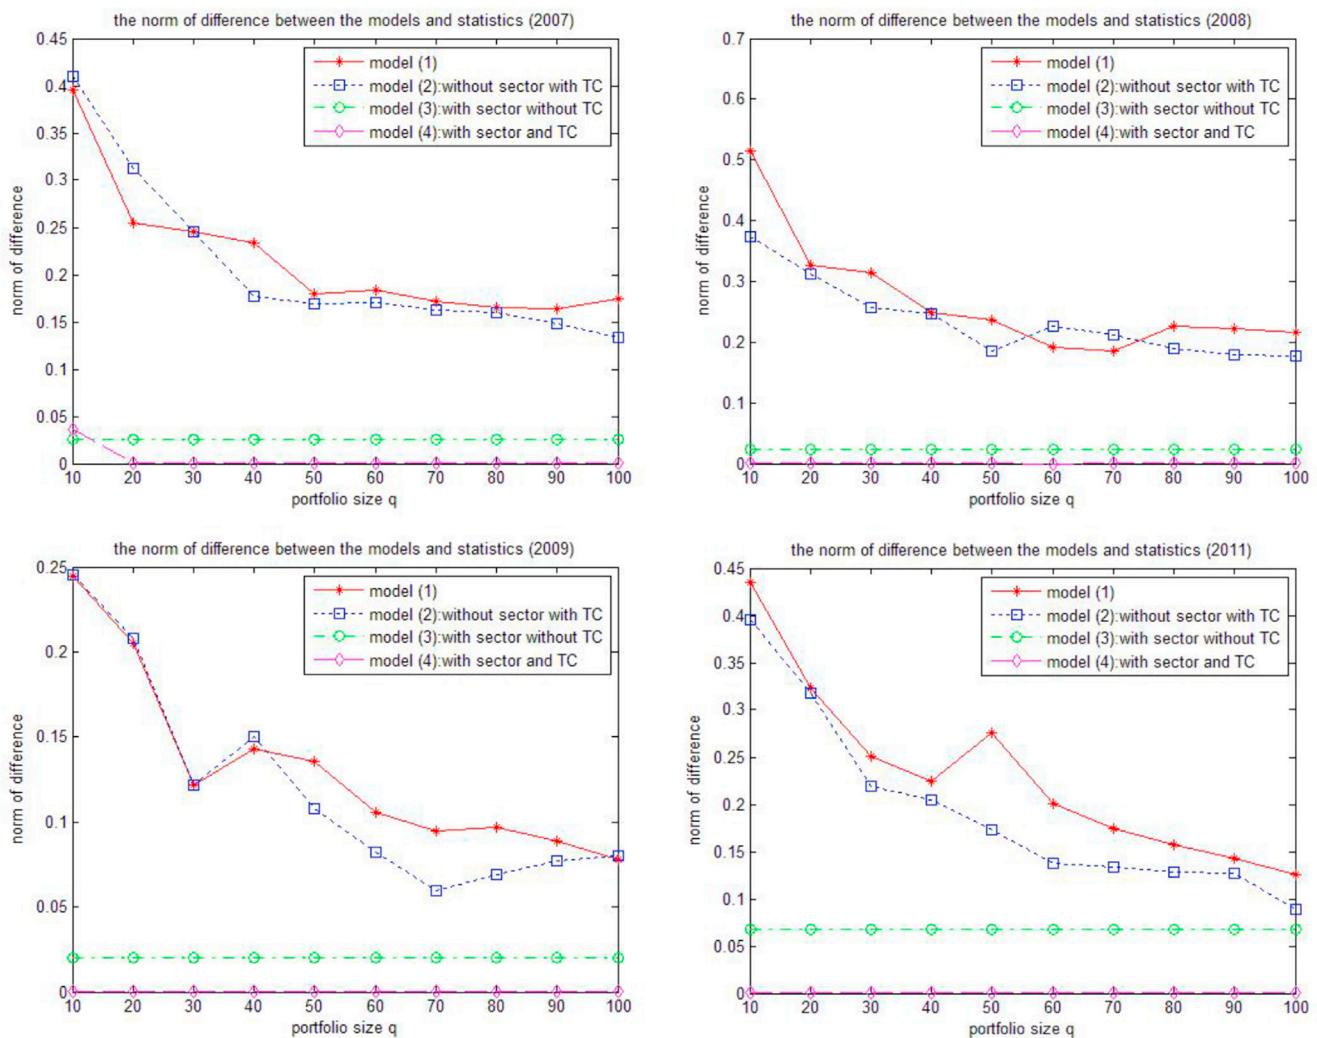 the norm of difference between the models and statistics (2007)
0.45
0.4
0.35
0.3
0.25
0.2
0.15
0.1
0.05
0
norm of difference
model (1)
model (2):without sector with TC
model (3):with sector without TC
model (4):with sector and TC
10 20 30 40 50 60 70 80 90 100
portfolio size q
the norm of difference between the models and statistics (2008)
0.7
0.6
0.5
0.4
0.3
0.2
0.1
0
norm of difference
model (1)
model (2):without sector with TC
model (3):with sector without TC
model (4):with sector and TC
10 20 30 40 50 60 70 80 90 100
portfolio size q
the norm of difference between the models and statistics (2009)
0.25
0.2
0.15
0.1
0.05
0
norm of difference
model (1)
model (2):without sector with TC
model (3):with sector without TC
model (4):with sector and TC
10 20 30 40 50 60 70 80 90 100
portfolio size q
the norm of difference between the models and statistics (2011)
0.45
0.4
0.35
0.3
0.25
0.2
0.15
0.1
0.05
0
norm of difference
model (1)
model (2):without sector with TC
model (3):with sector without TC
model (4):with sector and TC
10 20 30 40 50 60 70 80 90 100
portfolio size q